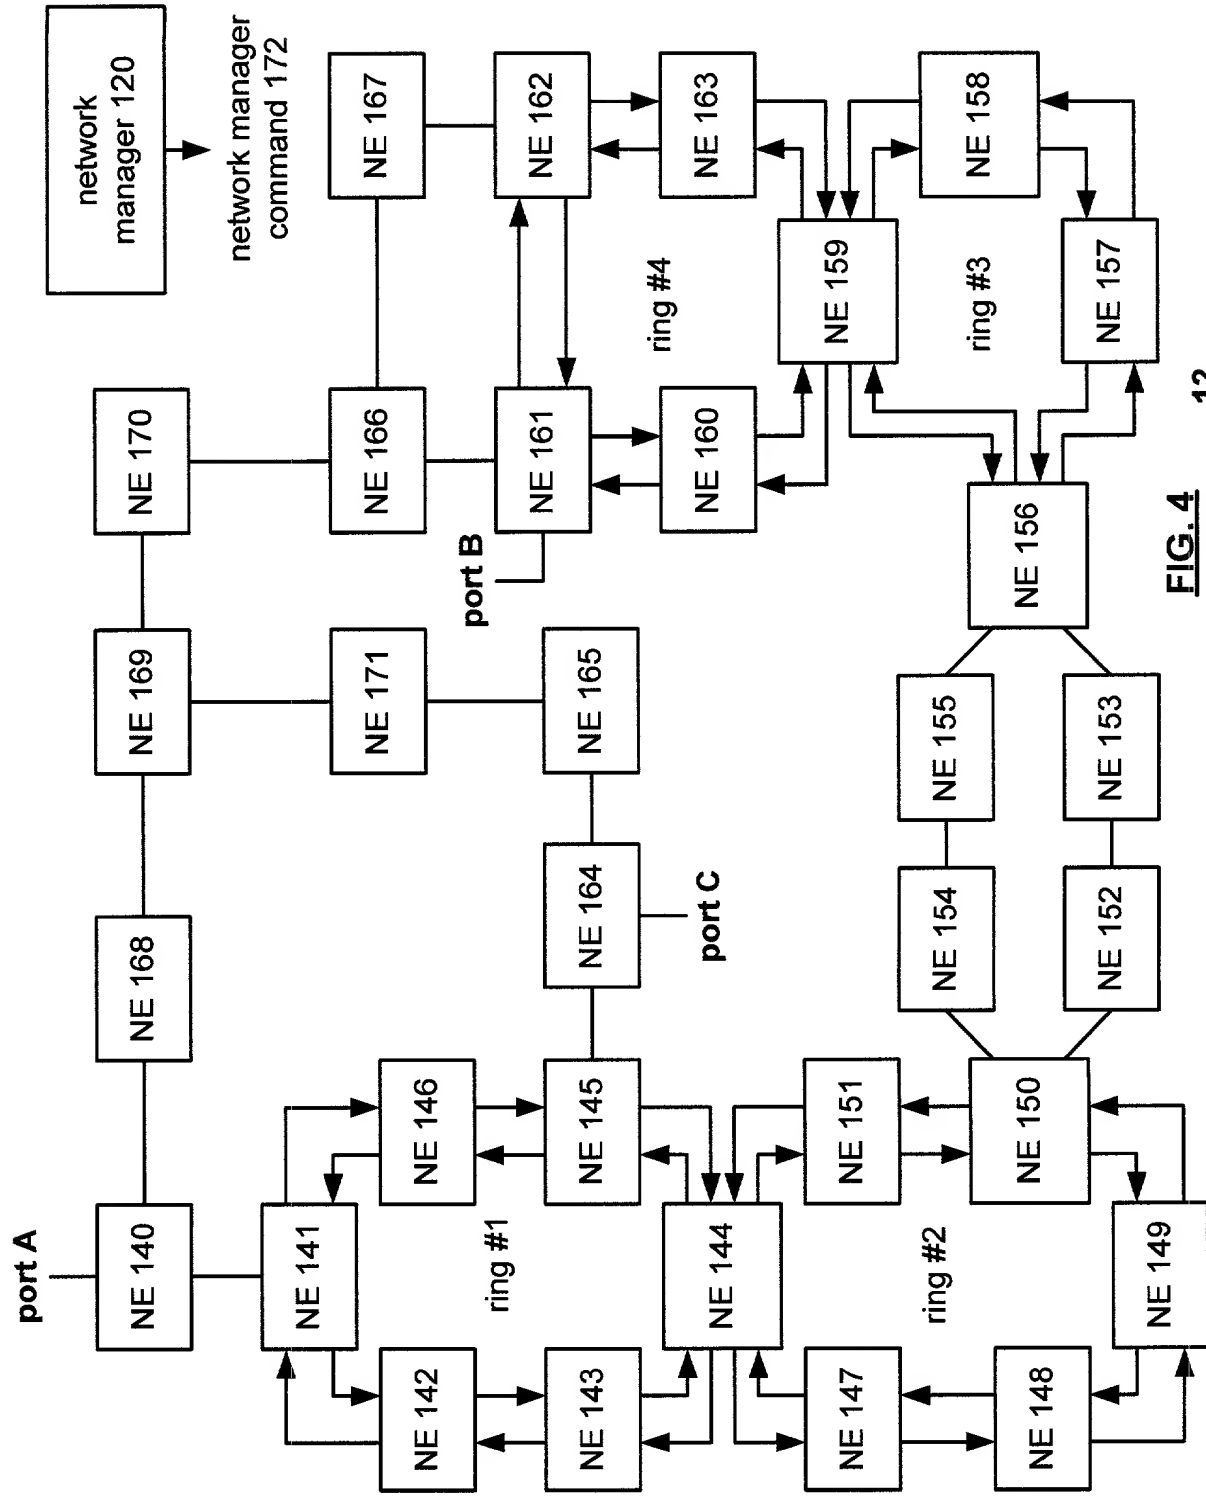 network
manager 120
network manager
command 172
port A
NE 140
NE 168
NE 169
NE 170
NE 141
NE 142
NE 146
ring #1
NE 143
NE 145
NE 144
NE 164
port C
NE 165
NE 171
NE 166
NE 167
port B
NE 161
NE 162
ring #4
NE 160
NE 163
NE 159
NE 147
NE 151
ring #2
NE 148
NE 150
NE 149
NE 154
NE 155
NE 152
NE 153
NE 156
ring #3
NE 158
NE 157
FIG. 4